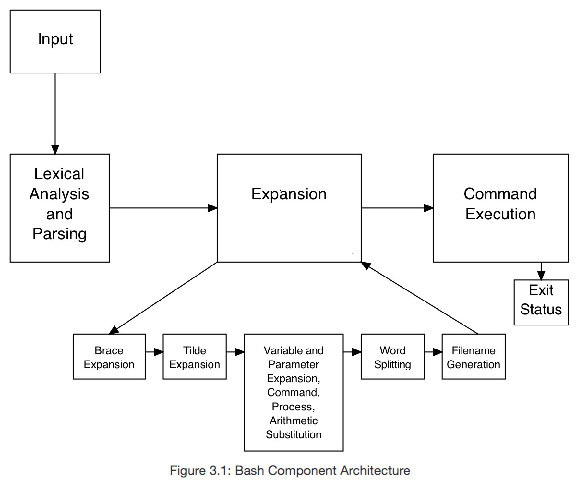 Input
Lexical
Analysis
and
Parsing
Expansion
Command
Execution
Exit
Status
Brace
Expansion
Tilde
Expansion
Variable and
Parameter
Expansion,
Command,
Process,
Arithmetic
Substitution
Word
Splitting
Filename
Generation
Figure 3.1: Bash Component Architecture